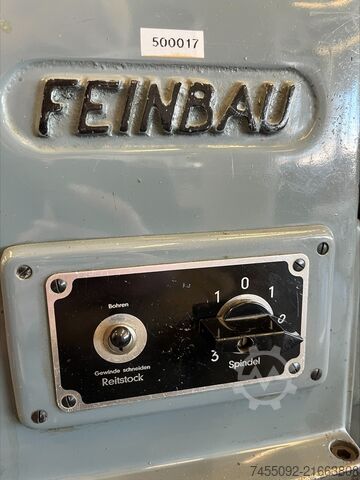 500017
FEINBAU
Bohren
Gewinde schneiden
Reitstock
1 0 1
2
3
Spindel
7455092-21663808